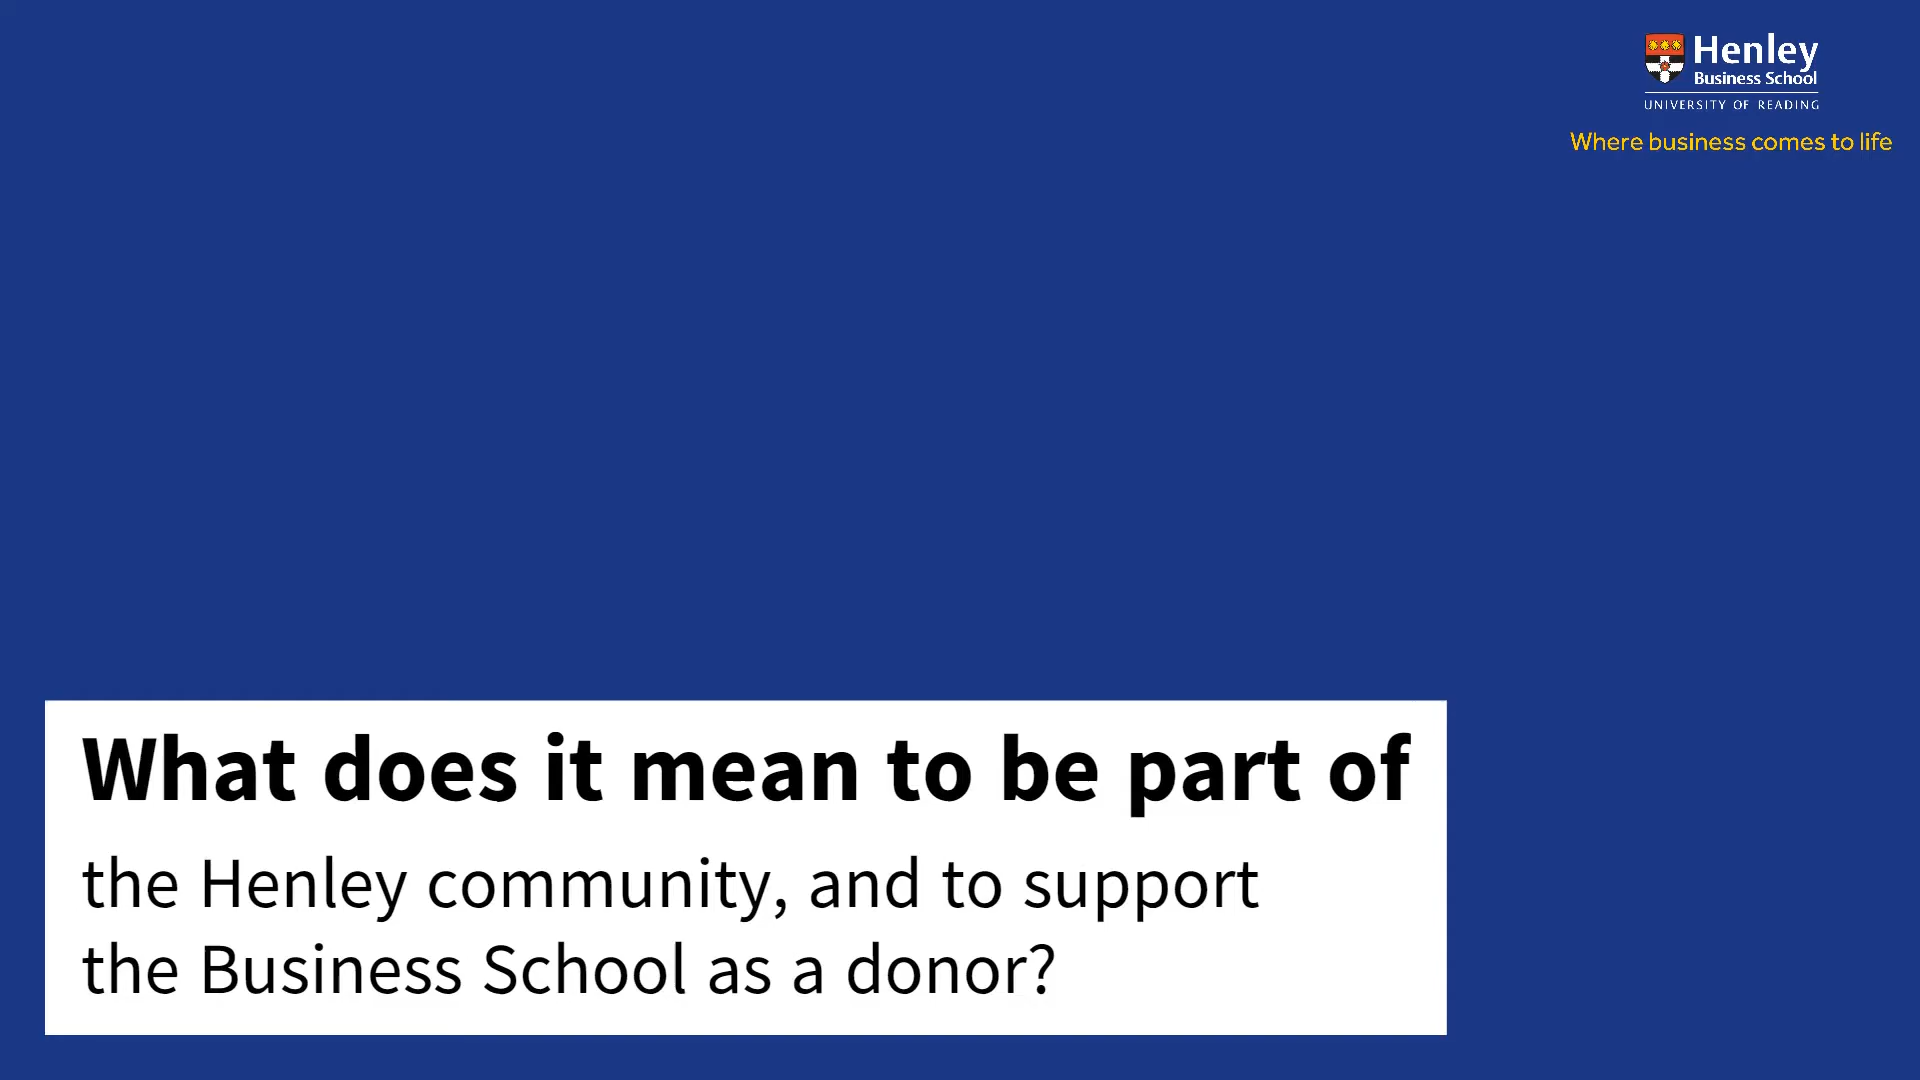 Henley
Business School
UNIVERSITY OF READING
Where business comes to life
What does it mean to be part of
the Henley community, and to support
the Business School as a donor?